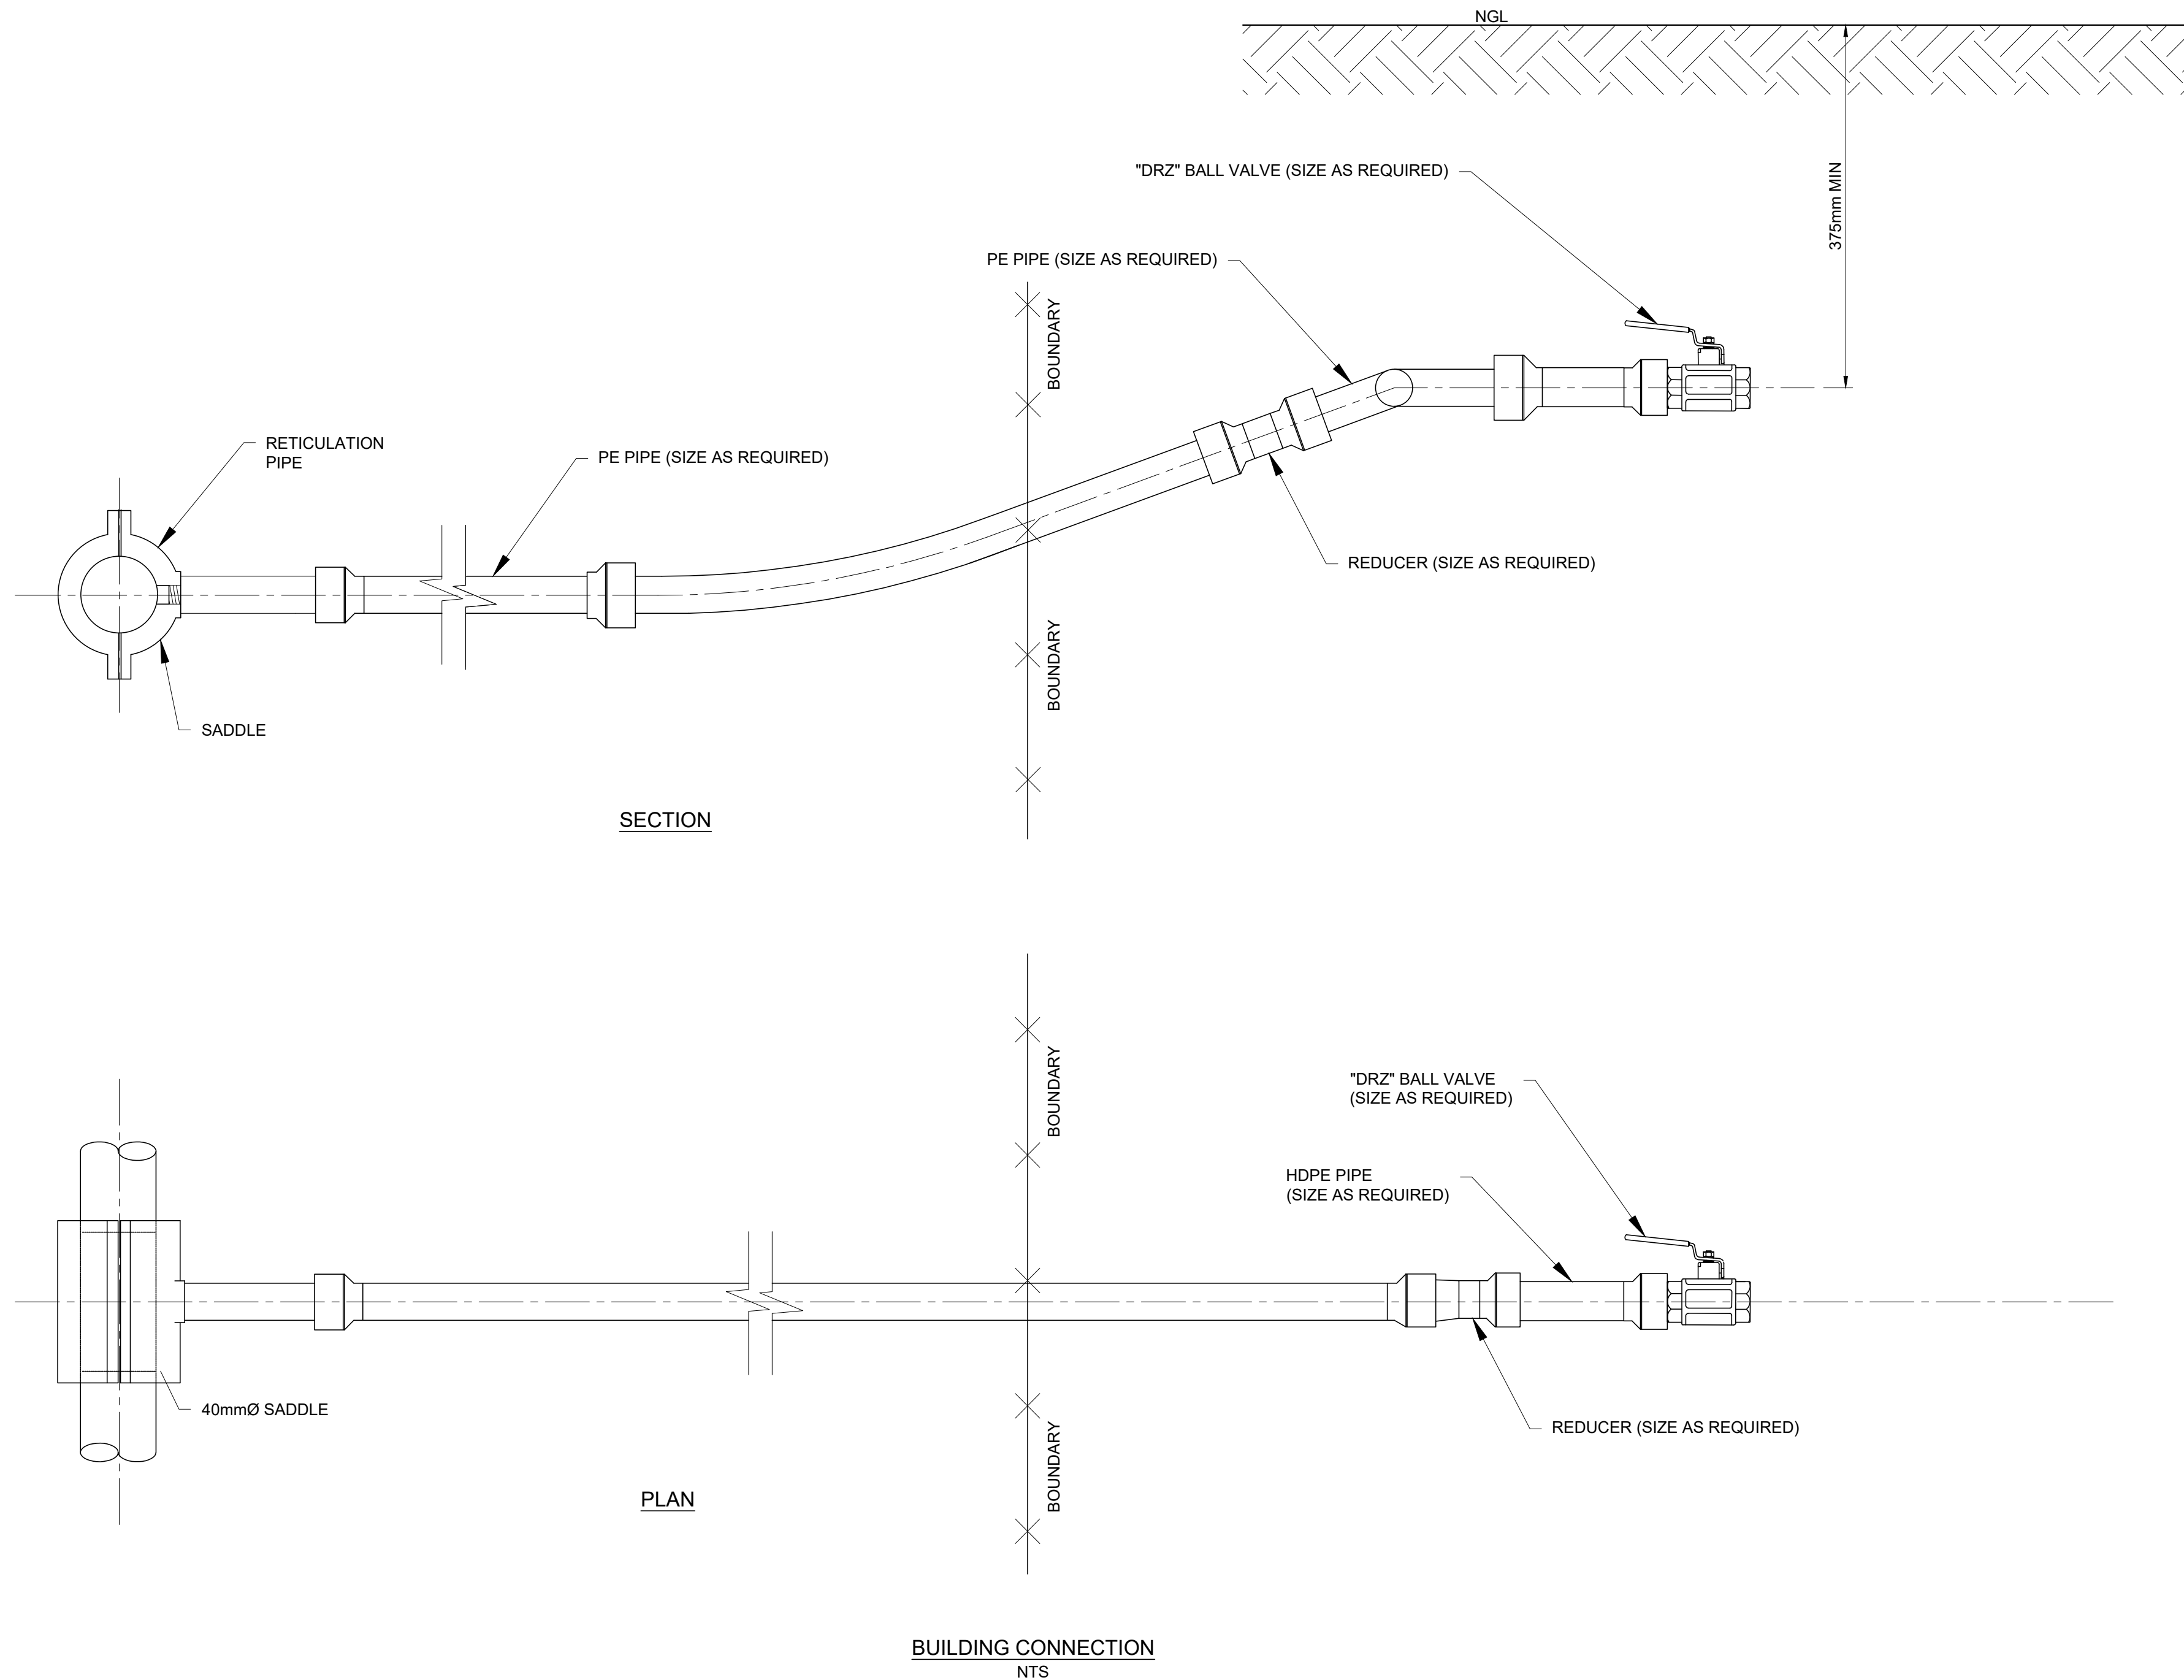 NGL
"DRZ" BALL VALVE (SIZE AS REQUIRED)
375mm MIN
PE PIPE (SIZE AS REQUIRED)
BOUNDARY
RETICULATION
PIPE
PE PIPE (SIZE AS REQUIRED)
REDUCER (SIZE AS REQUIRED)
BOUNDARY
SADDLE
SECTION
BOUNDARY
"DRZ" BALL VALVE
(SIZE AS REQUIRED)
HDPE PIPE
(SIZE AS REQUIRED)
40mmØ SADDLE
REDUCER (SIZE AS REQUIRED)
BOUNDARY
PLAN
BUILDING CONNECTION
NTS